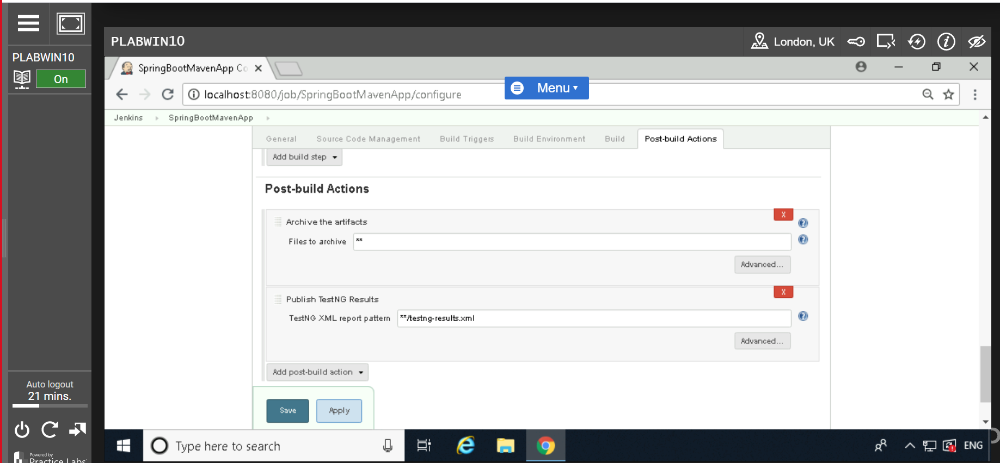 PLABWIN10
London, UK
PLABWIN10
On
SpringBootMavenApp Co
localhost:8080/job/SpringBootMavenApp/configure
Menu
Jenkins
SpringBootMavenApp
General
Source Code Management
Build Triggers
Build Environment
Build
Post-build Actions
Add build step
Post-build Actions
X
Archive the artifacts
Files to archive
**
Advanced...
X
Publish TestNG Results
TestNG XML report pattern
**/testng-results.xml
Advanced...
Add post-build action
Save
Apply
Auto logout
21 mins.
Powered by
Practice Labs
Type here to search
ENG